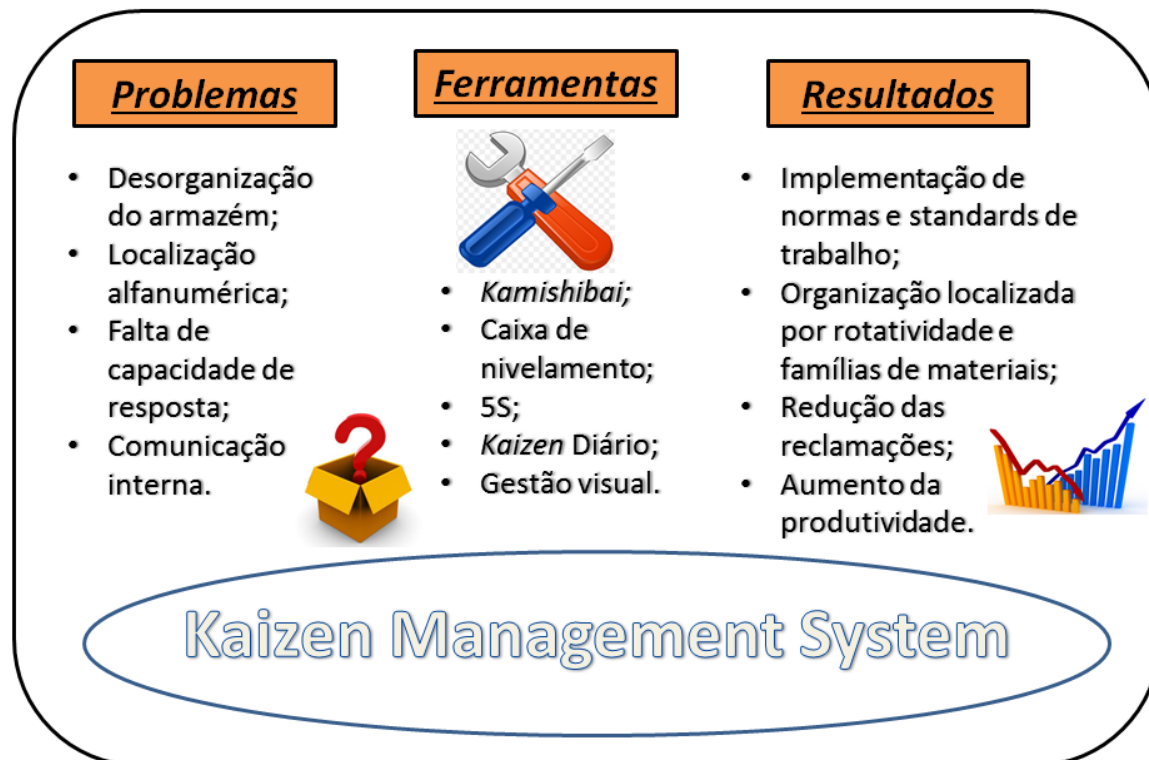 Problemas
• Desorganização
do armazém;
• Localização
alfanumérica;
• Falta de
capacidade de
resposta;
• Comunicação
interna.
Ferramentas
• Kamishibai;
• Caixa de
nivelamento;
• 5S;
• Kaizen Diário;
• Gestão visual.
Resultados
• Implementação de
normas e standards de
trabalho;
• Organização localizada
por rotatividade e
famílias de materiais;
• Redução das
reclamações;
• Aumento da
produtividade.
?
Kaizen Management System